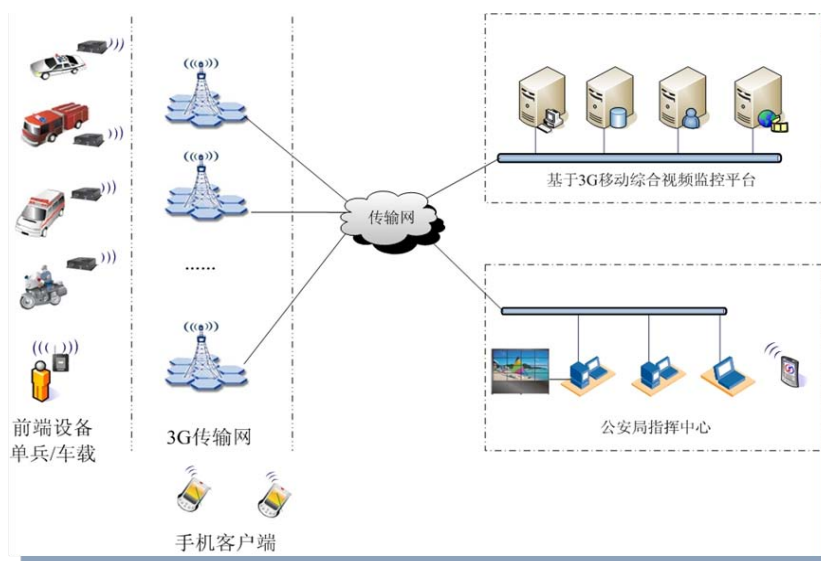 基于3G移动综合视频监控平台
传输网
......
前端设备
单兵/车载
3G传输网
公安局指挥中心
手机客户端